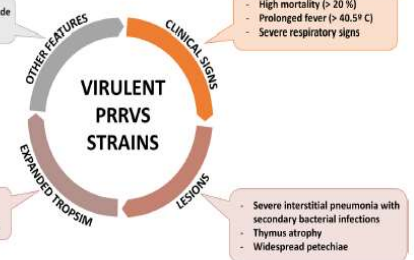 de
- High mortality (> 20 %)
- Prolonged fever (> 40.5º C)
- Severe respiratory signs
OTHER FEATURES
CLINICAL SIGNS
VIRULENT
PRRVS
STRAINS
EXPANDED TROPSIM
LESIONS
- Severe interstitial pneumonia with
secondary bacterial infections
- Thymus atrophy
- Widespread petechiae